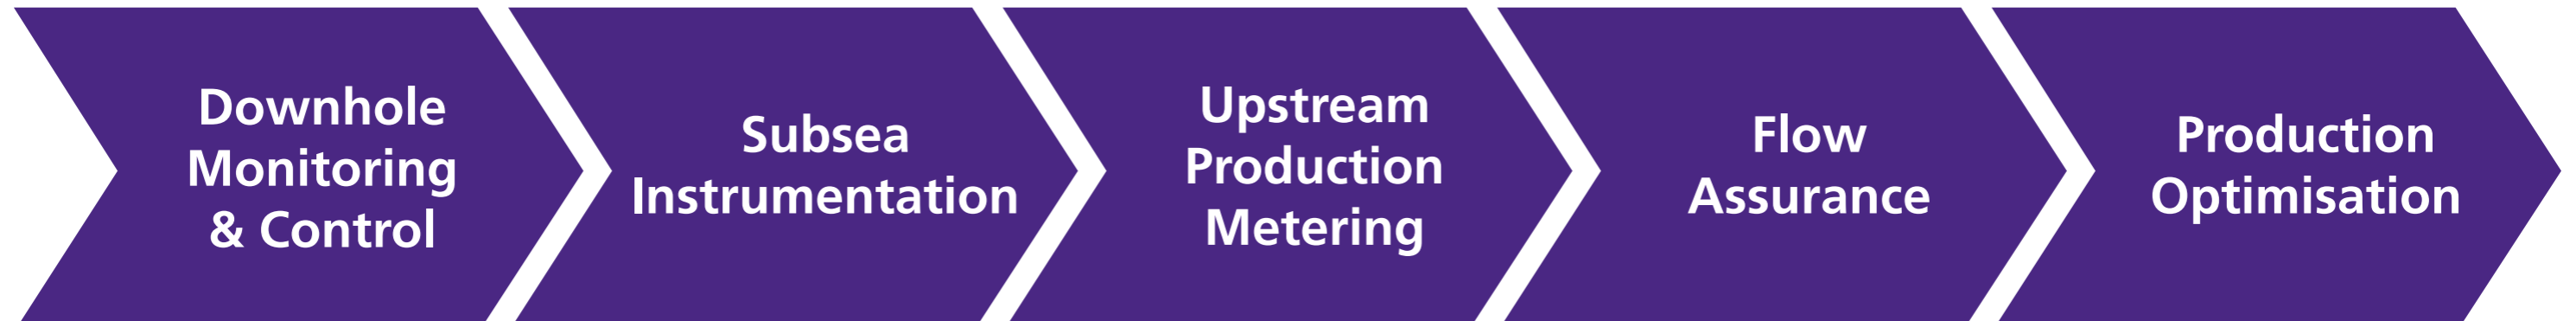 Downhole
Monitoring
& Control
Subsea
Instrumentation
Upstream
Production
Metering
Flow
Assurance
Production
Optimisation